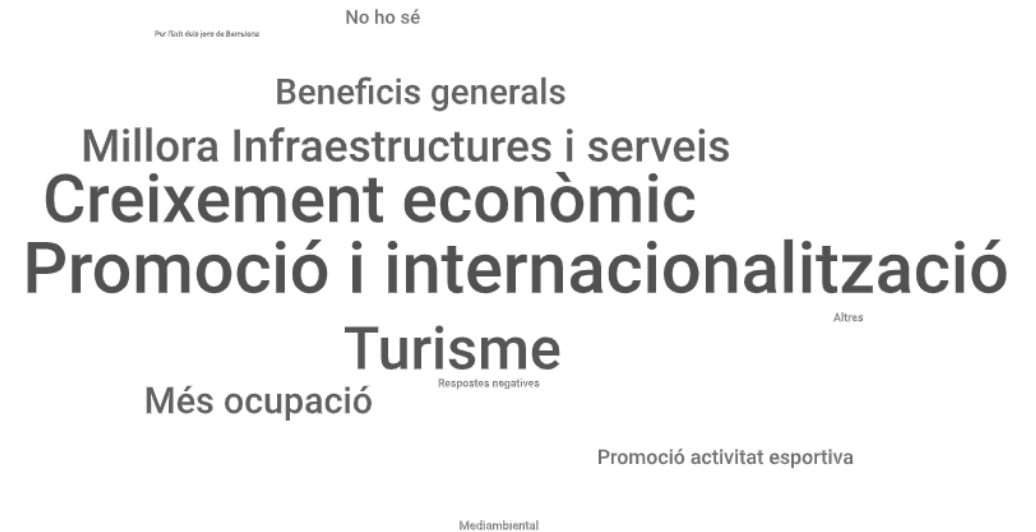 No ho sé
Per l'èxit dels jocs de Barcelona
Beneficis generals
Millora Infraestructures i serveis
Creixement econòmic
Promoció i internacionalització
Altres
Turisme
Respostes negatives
Més ocupació
Promoció activitat esportiva
Mediambiental